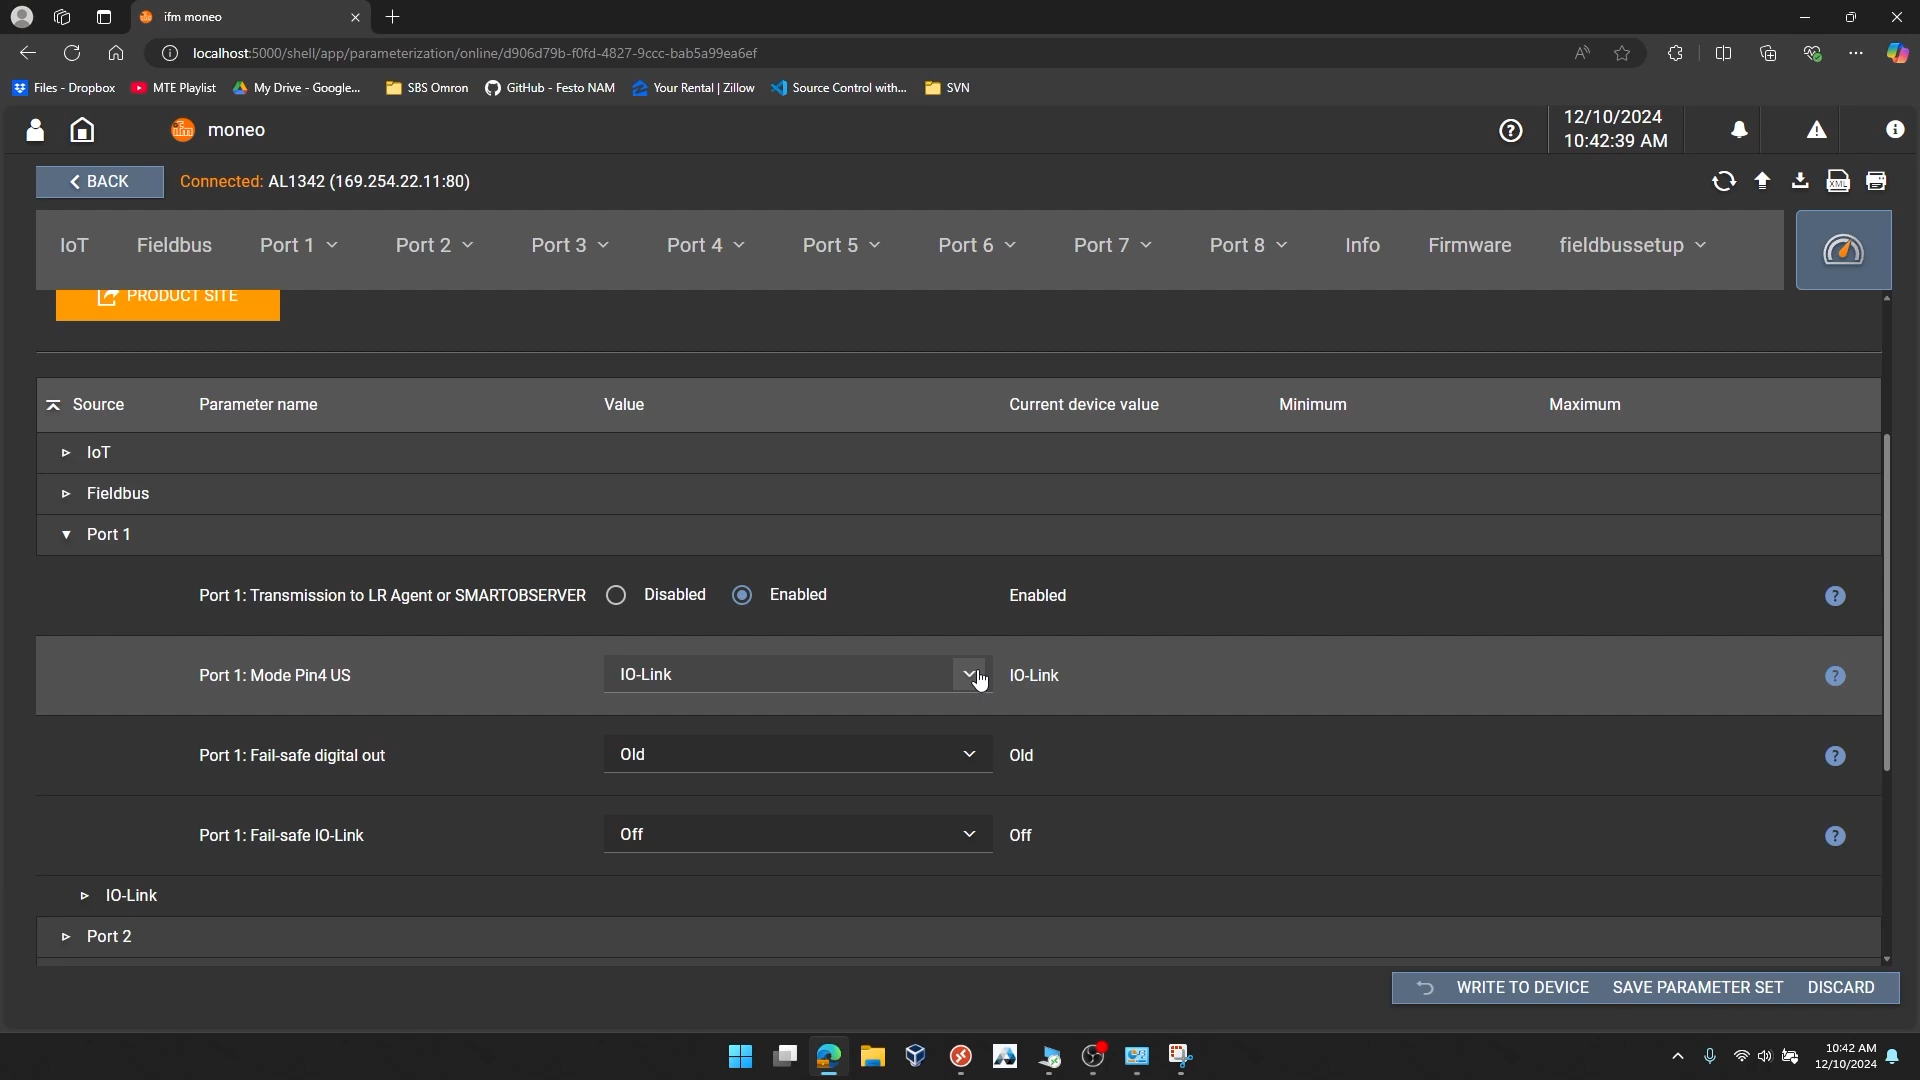 ifm moneo
localhost:5000/shell/app/parameterization/online/d906d79b-f0fd-4827-9ccc-bab5a99ea6ef
Files - Dropbox MTE Playlist My Drive - Google... SBS Omron GitHub - Festo NAM Your Rental | Zillow Source Control with... SVN
ifm moneo 12/10/2024
10:42:39 AM
BACK Connected: AL1342 (169.254.22.11:80)
XML
IoT Fieldbus Port 1 Port 2 Port 3 Port 4 Port 5 Port 6 Port 7 Port 8 Info Firmware fieldbussetup
PRODUCT SITE
Source Parameter name Value Current device value Minimum Maximum
IoT
Fieldbus
Port 1
Port 1: Transmission to LR Agent or SMARTOBSERVER Disabled Enabled Enabled ?
Port 1: Mode Pin4 US IO-Link IO-Link ?
Port 1: Fail-safe digital out Old Old ?
Port 1: Fail-safe IO-Link Off Off ?
IO-Link
Port 2
WRITE TO DEVICE SAVE PARAMETER SET DISCARD
10:42 AM
12/10/2024